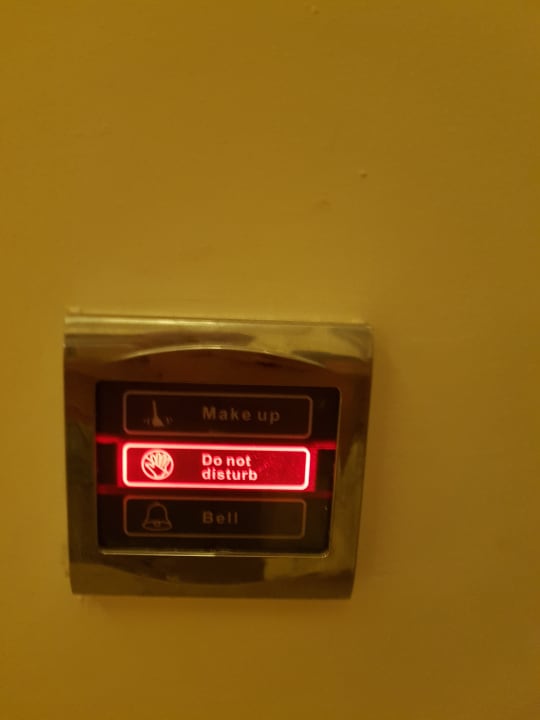 Make up
Do not
disturb
Bell